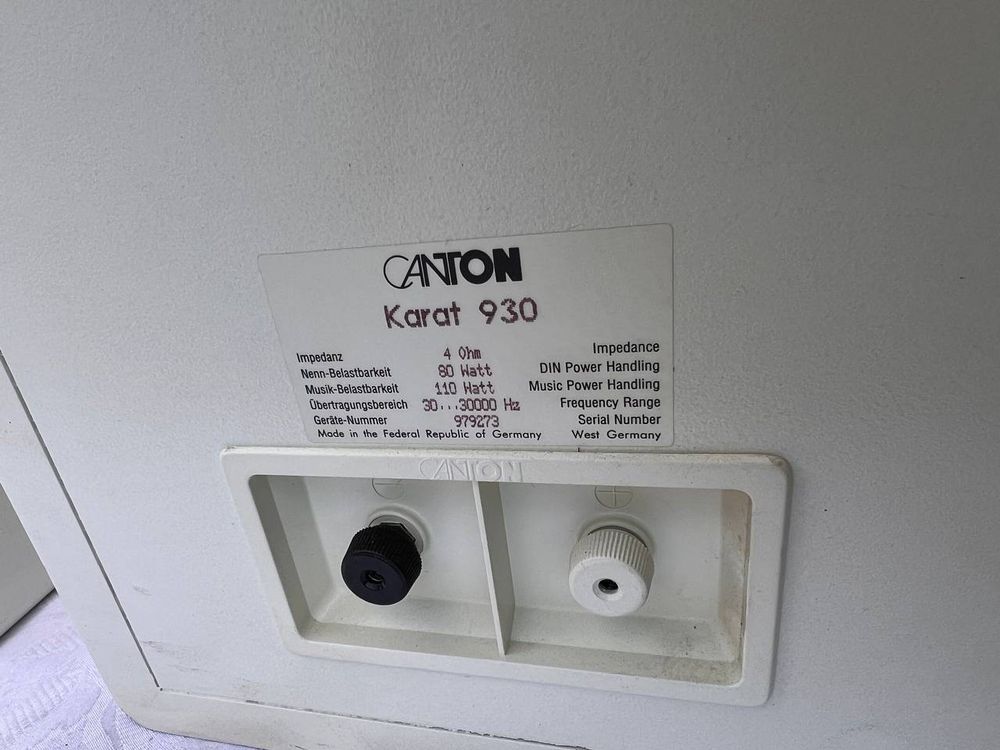 CANTON
Karat 930
Impedanz 4 Ohm Impedance
Nenn-Belastbarkeit 80 Watt DIN Power Handling
Musik-Belastbarkeit 110 Watt Music Power Handling
Übertragungsbereich 30...30000 Hz Frequency Range
Geräte-Nummer 979273 Serial Number
Made in the Federal Republic of Germany West Germany
CANTON
− +